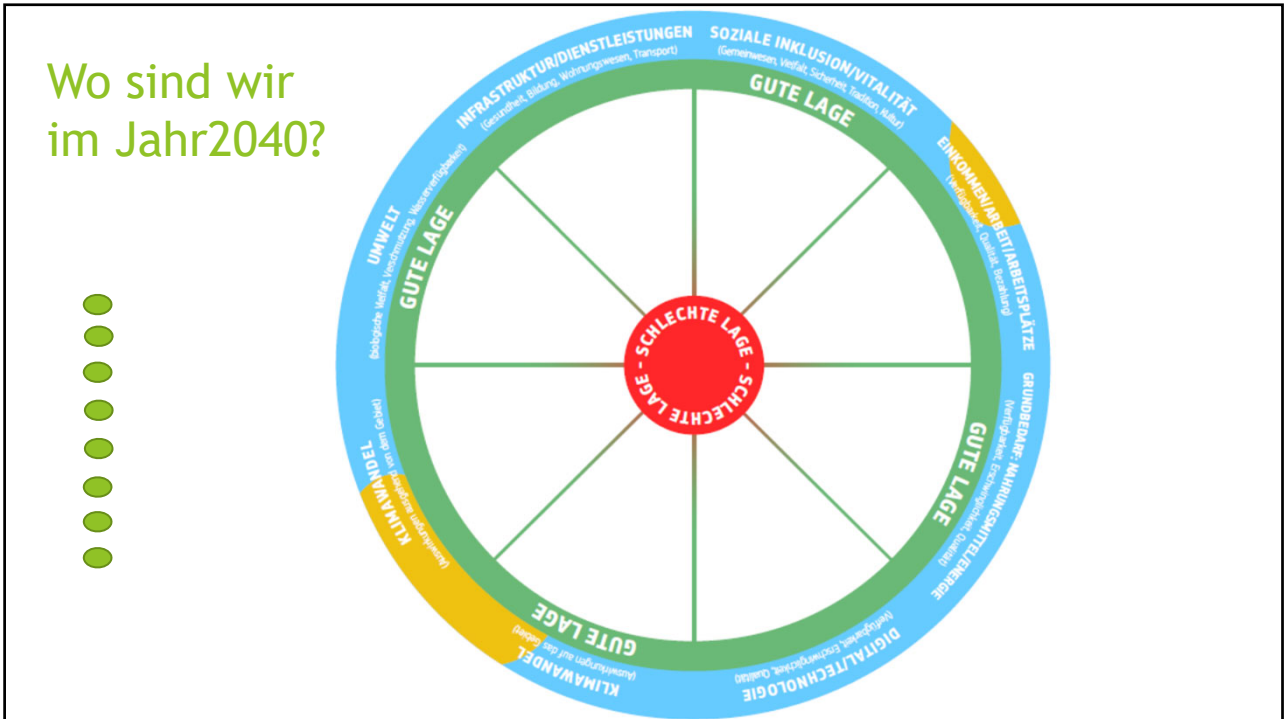 Wo sind wir
im Jahr2040?
INFRASTRUKTUR/DIENSTLEISTUNGEN
(Gesundheit, Bildung, Wohnungswesen, Transport)
SOZIALE INKLUSION/VITALITÄT
(Gemeinwesen, Vielfalt, Sicherheit, Tradition, Kultur)
EINKOMMEN/ARBEIT/ARBEITSPLÄTZE
(Verfügbarkeit, Qualität, Bezahlung)
GRUNDBEDARF: NAHRUNGSMITTEL/ENERGIE
(Verfügbarkeit, Erschwinglichkeit, Qualität)
DIGITAL/TECHNOLOGIE
(Verfügbarkeit, Erschwinglichkeit, Qualität)
KLIMAWANDEL
(Auswirkungen auf das Gebiet)
KLIMAWANDEL
(Auswirkungen ausgehend von dem Gebiet)
UMWELT
(Biologische Vielfalt, Verschmutzung, Wasserverfügbarkeit)
GUTE LAGE
GUTE LAGE
GUTE LAGE
GUTE LAGE
SCHLECHTE LAGE - SCHLECHTE LAGE -